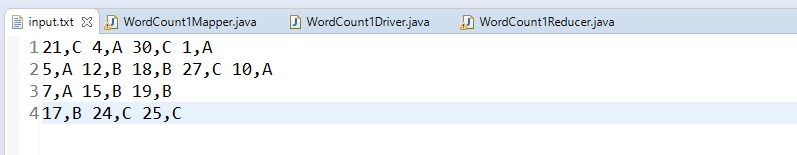 input.txt WordCount1Mapper.java WordCount1Driver.java WordCount1Reducer.java
1 21,C 4,A 30,C 1,A
2 5,A 12,B 18,B 27,C 10,A
3 7,A 15,B 19,B
4 17,B 24,C 25,C